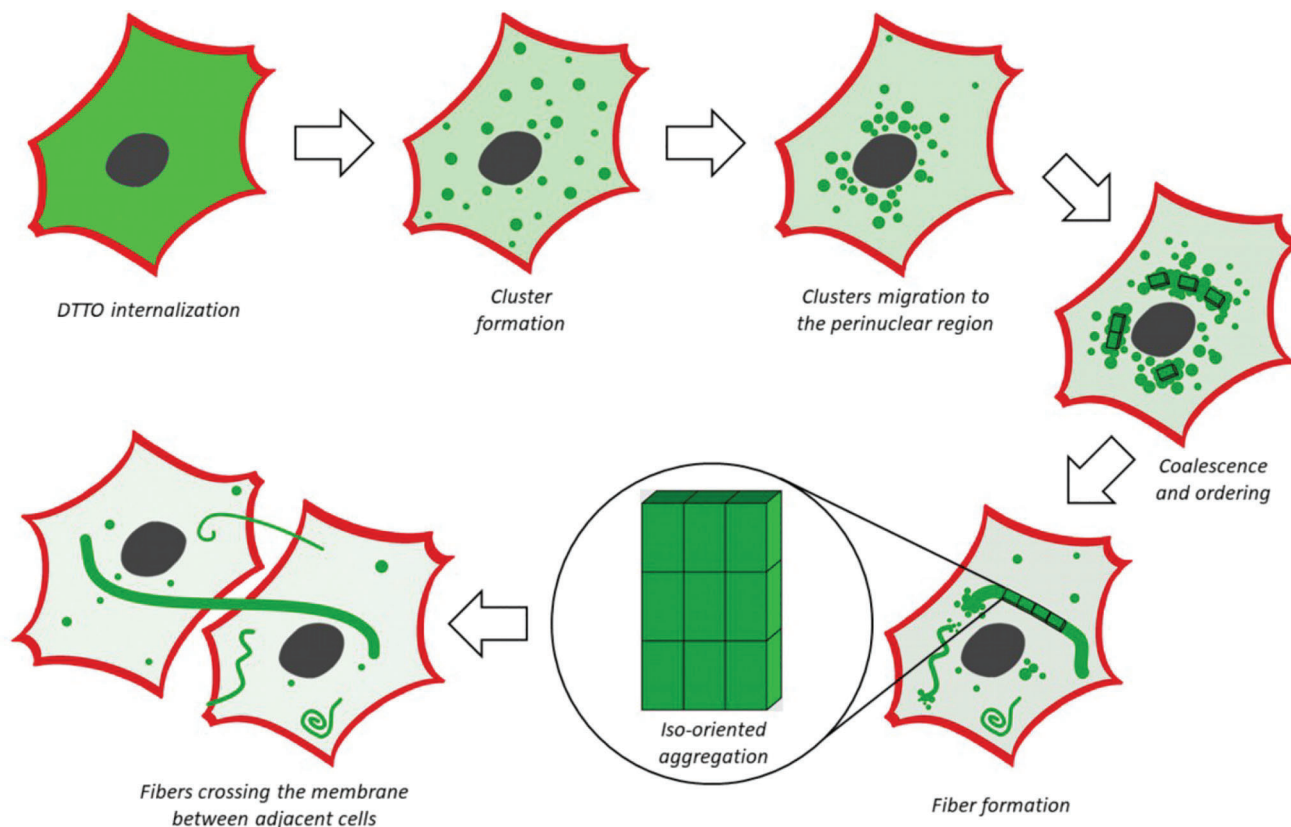 DTTO internalization
Cluster
formation
Clusters migration to
the perinuclear region
Coalescence
and ordering
Iso-oriented
aggregation
Fiber formation
Fibers crossing the membrane
between adjacent cells